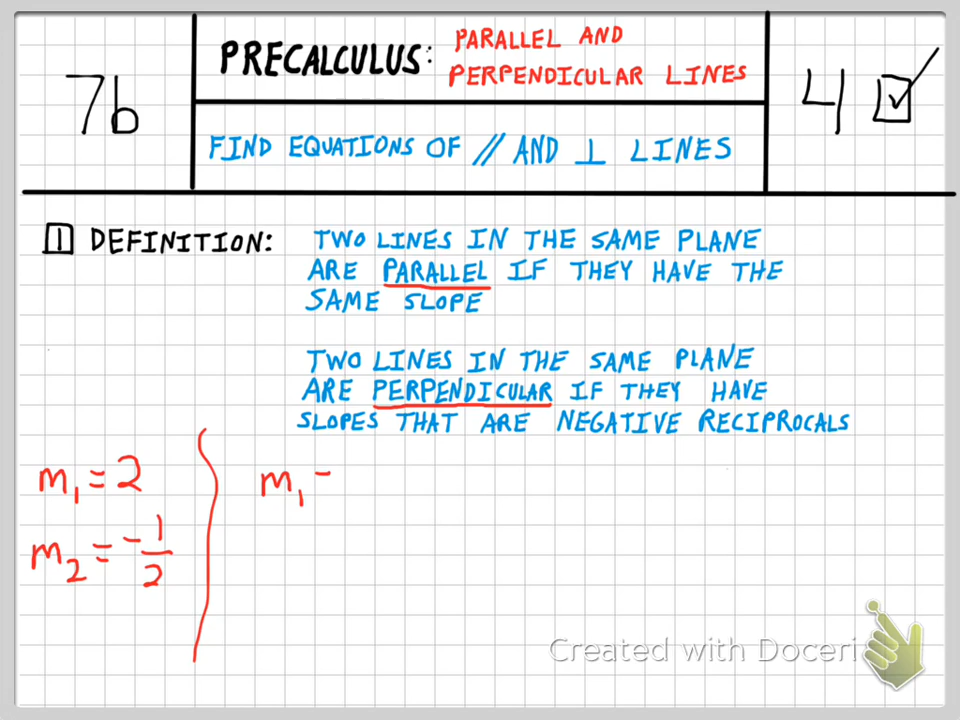 7b
PRECALCULUS:
PARALLEL AND
PERPENDICULAR LINES
FIND EQUATIONS OF // AND ⊥ LINES
4
1 DEFINITION:
TWO LINES IN THE SAME PLANE
ARE PARALLEL IF THEY HAVE THE
SAME SLOPE
TWO LINES IN THE SAME PLANE
ARE PERPENDICULAR IF THEY HAVE
SLOPES THAT ARE NEGATIVE RECIPROCALS
m₁ = 2
m₂ = -1/2
m₁ -
Created with Doceri